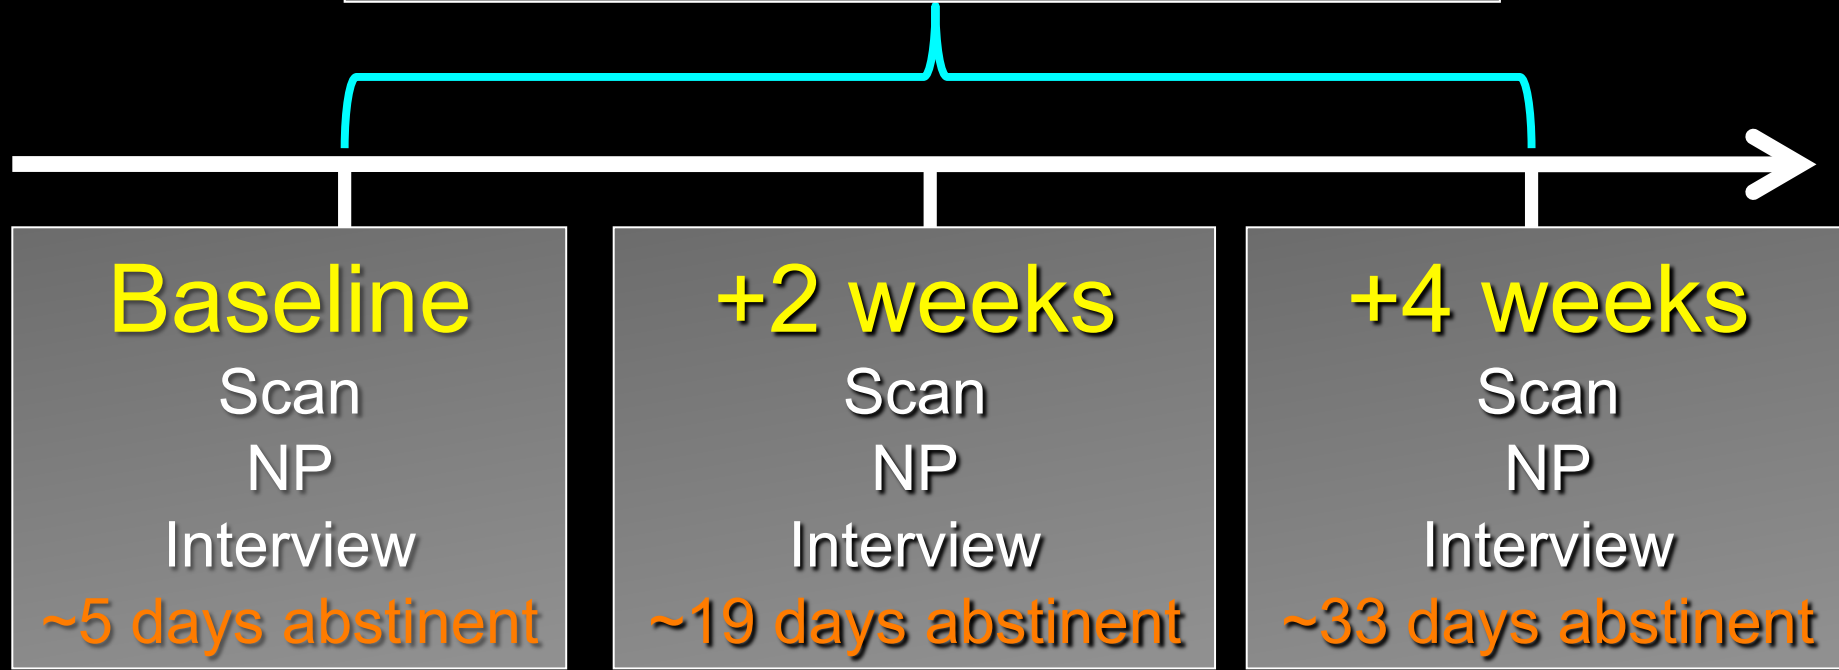 Baseline
Scan
NP
Interview
~5 days abstinent
+2 weeks
Scan
NP
Interview
~19 days abstinent
+4 weeks
Scan
NP
Interview
~33 days abstinent